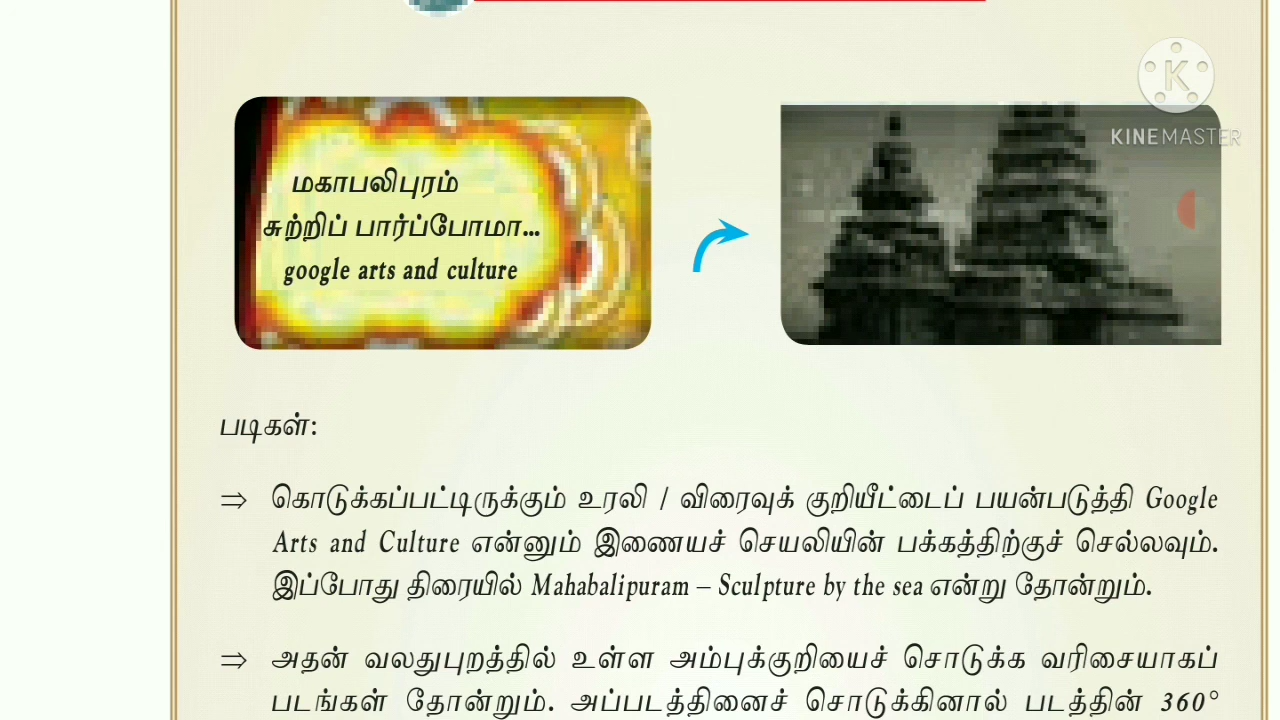 KINEMASTER
மகாபலிபுரம்
சுற்றிப் பார்ப்போமா...
google arts and culture
படிகள்:
⇒ கொடுக்கப்பட்டிருக்கும் உரலி / விரைவுக் குறியீட்டைப் பயன்படுத்தி Google
Arts and Culture என்னும் இணையச் செயலியின் பக்கத்திற்குச் செல்லவும்.
இப்போது திரையில் Mahabalipuram – Sculpture by the sea என்று தோன்றும்.
⇒ அதன் வலதுபுறத்தில் உள்ள அம்புக்குறியைச் சொடுக்க வரிசையாகப்
படங்கள் தோன்றும். அப்படத்தினைச் சொடுக்கினால் படத்தின் 360°